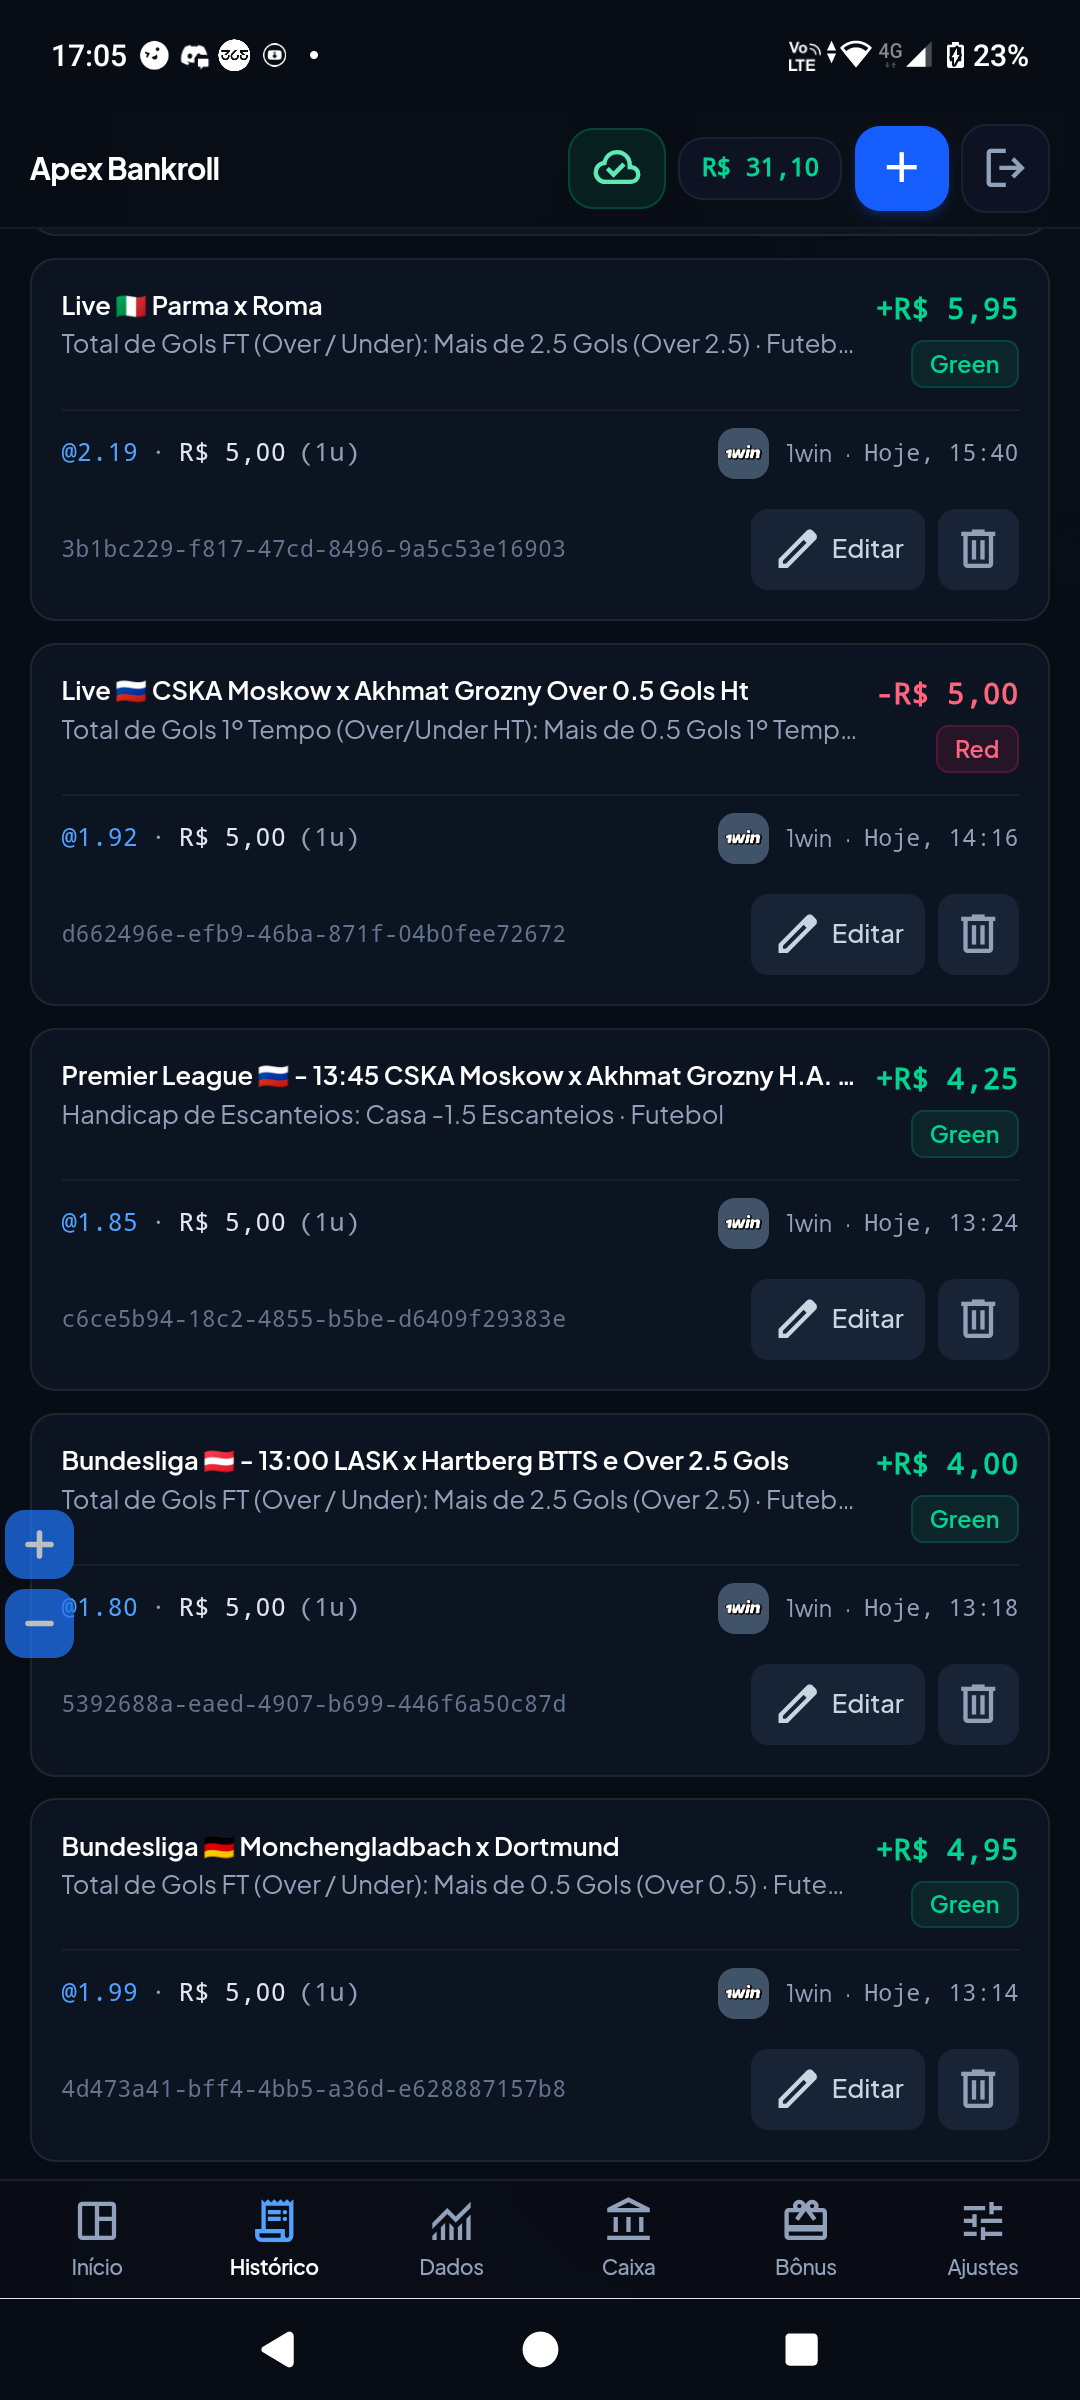 17:05
365
Vo
LTE
4G
23%
Apex Bankroll
R$ 31,10
Live 🇮🇹 Parma x Roma
+R$ 5,95
Total de Gols FT (Over / Under): Mais de 2.5 Gols (Over 2.5) · Futeb...
Green
@2.19 · R$ 5,00 (1u)
1win
1win · Hoje, 15:40
3b1bc229-f817-47cd-8496-9a5c53e16903
Editar
Live 🇷🇺 CSKA Moskow x Akhmat Grozny Over 0.5 Gols Ht
-R$ 5,00
Total de Gols 1º Tempo (Over/Under HT): Mais de 0.5 Gols 1º Temp...
Red
@1.92 · R$ 5,00 (1u)
1win
1win · Hoje, 14:16
d662496e-efb9-46ba-871f-04b0fee72672
Editar
Premier League 🇷🇺 - 13:45 CSKA Moskow x Akhmat Grozny H.A. ...
+R$ 4,25
Handicap de Escanteios: Casa -1.5 Escanteios · Futebol
Green
@1.85 · R$ 5,00 (1u)
1win
1win · Hoje, 13:24
c6ce5b94-18c2-4855-b5be-d6409f29383e
Editar
Bundesliga 🇦🇹 - 13:00 LASK x Hartberg BTTS e Over 2.5 Gols
+R$ 4,00
Total de Gols FT (Over / Under): Mais de 2.5 Gols (Over 2.5) · Futeb...
Green
@1.80 · R$ 5,00 (1u)
1win
1win · Hoje, 13:18
5392688a-eaed-4907-b699-446f6a50c87d
Editar
Bundesliga 🇩🇪 Monchengladbach x Dortmund
+R$ 4,95
Total de Gols FT (Over / Under): Mais de 0.5 Gols (Over 0.5) · Fute...
Green
@1.99 · R$ 5,00 (1u)
1win
1win · Hoje, 13:14
4d473a41-bff4-4bb5-a36d-e628887157b8
Editar
Início
Histórico
Dados
Caixa
Bônus
Ajustes